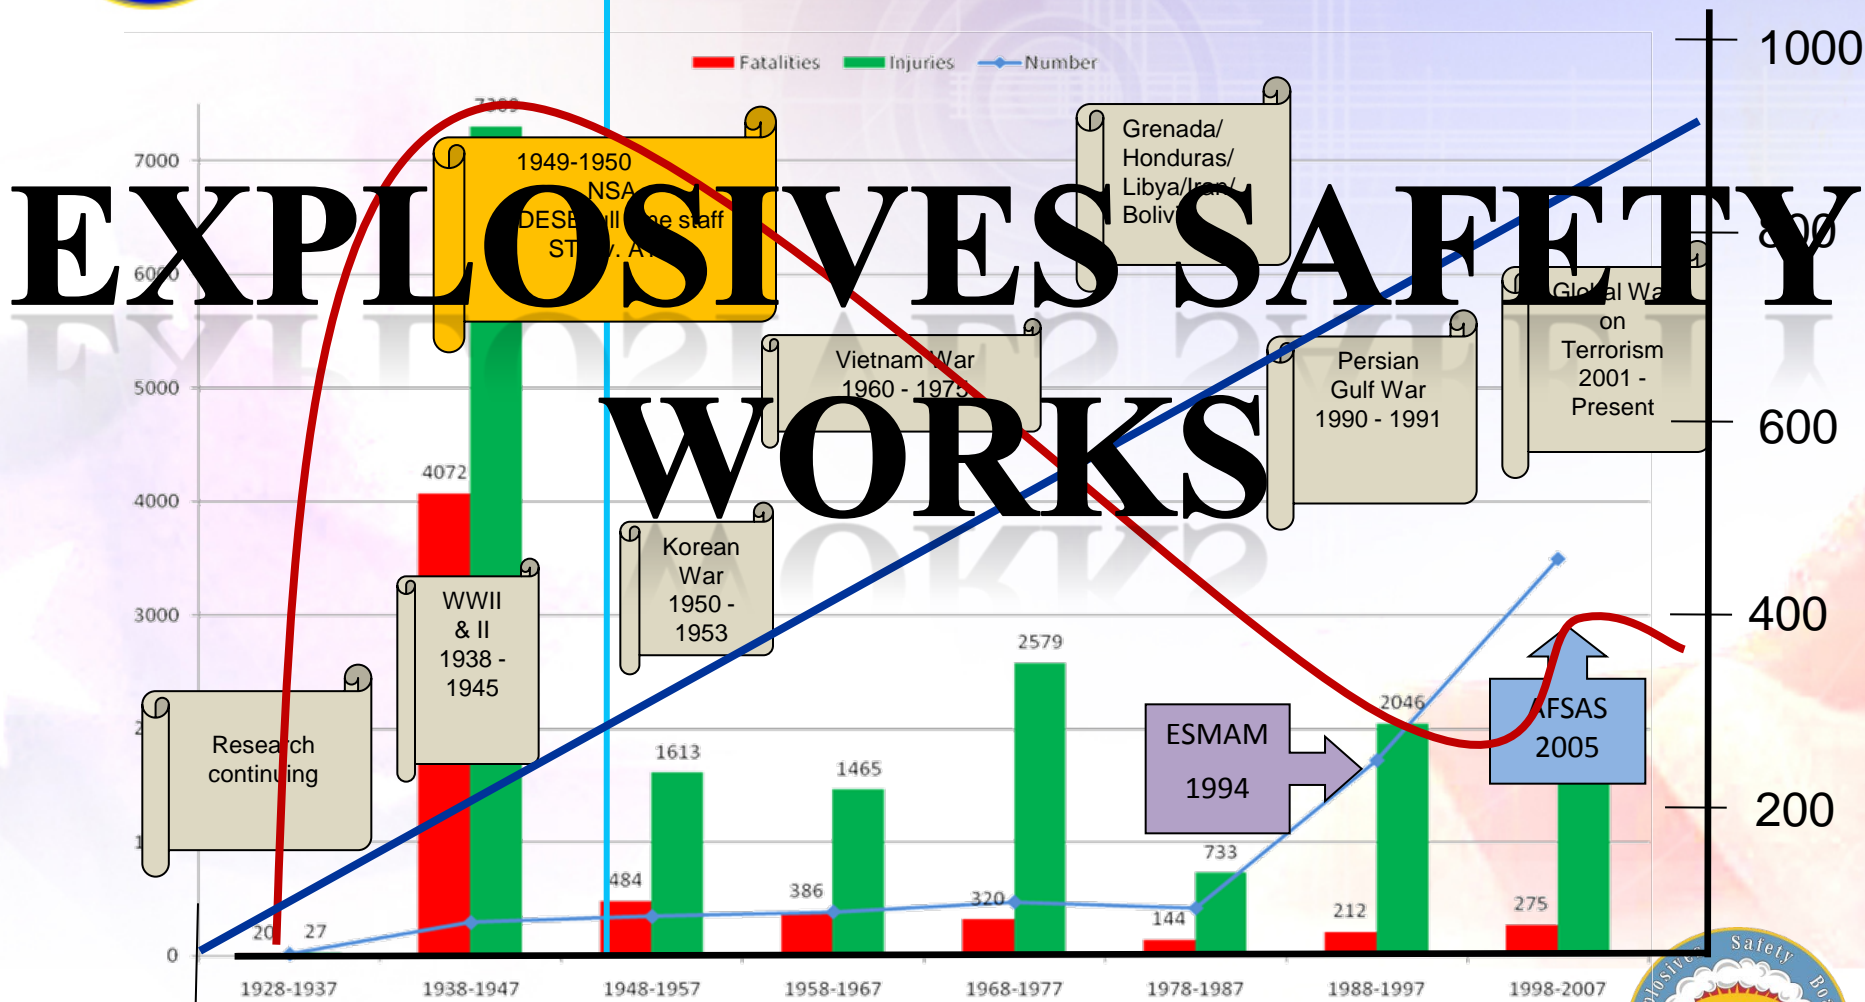 1000
Fatalities Injuries Number
7000
1949-1950
NSA
staff
Grenada/
Honduras/
Libya/Iran/
EXPLOSIVES SAFETY
800
6000
Global
on
Terrorism
2001 -
Present
Vietnam War
1960 - 1975
5000
Persian
Gulf War
1990 - 1991
600
WORKS
4072
4000
Korean
War
1950 -
1953
WWII
& II
1938 -
1945
3000
400
2579
Research
continuing
1613
1465
ESMAM
1994
2046
AFSAS
2005
200
733
484
386
320
144
212
275
20 27
0
1928-1937 1938-1947 1948-1957 1958-1967 1968-1977 1978-1987 1988-1997 1998-2007
Safety